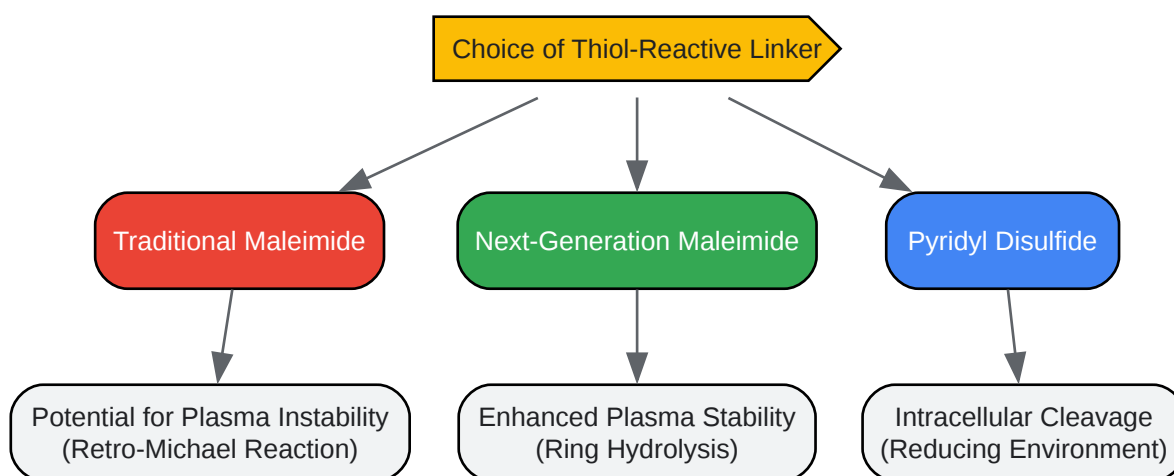 Choice of Thiol-Reactive Linker
Traditional Maleimide
Next-Generation Maleimide
Pyridyl Disulfide
Potential for Plasma Instability
(Retro-Michael Reaction)
Enhanced Plasma Stability
(Ring Hydrolysis)
Intracellular Cleavage
(Reducing Environment)